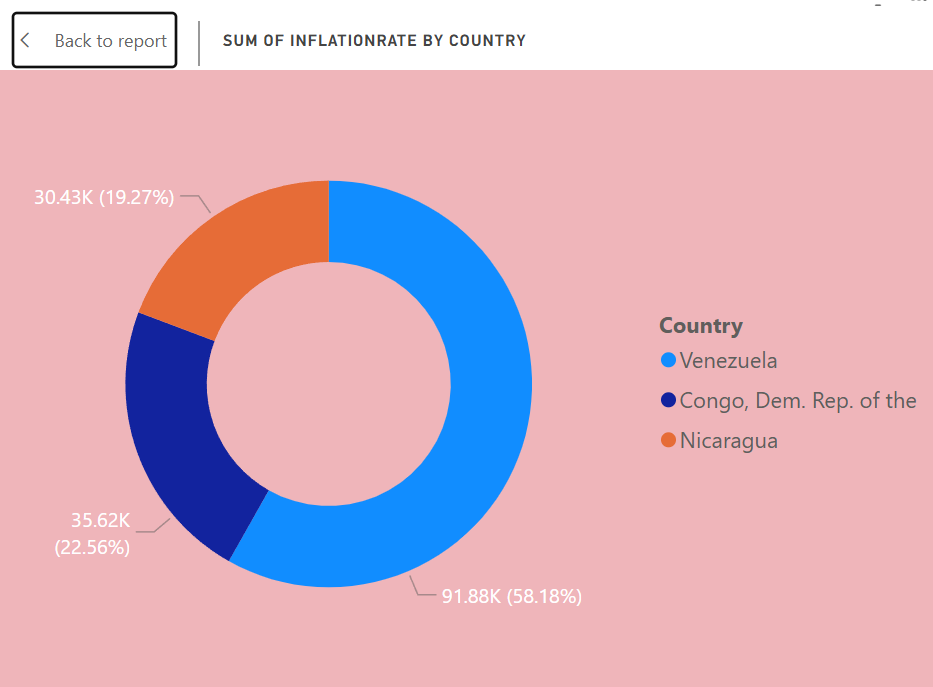 Back to report
SUM OF INFLATIONRATE BY COUNTRY
30.43K (19.27%)
Country
Venezuela
Congo, Dem. Rep. of the
Nicaragua
35.62K
(22.56%)
91.88K (58.18%)